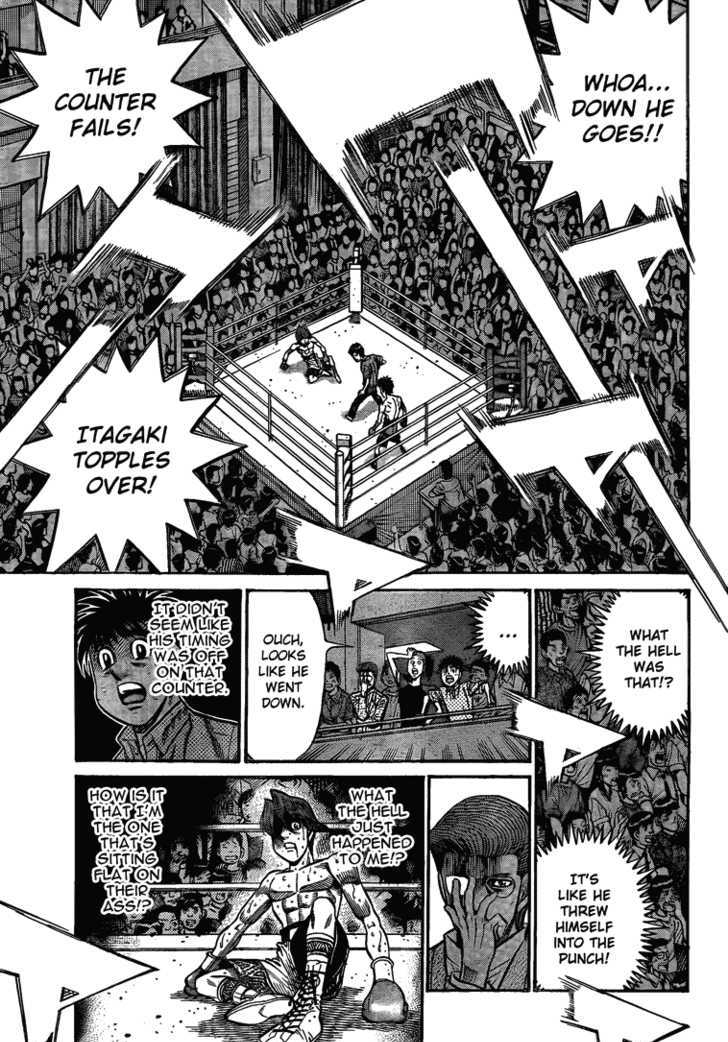 WHOA...
DOWN HE
GOES!!
THE
COUNTER
FAILS!
ITAGAKI
TOPPLES
OVER!
WHAT
THE HELL
WAS
THAT!?
...
OUCH,
LOOKS
LIKE HE
WENT
DOWN.
IT DIDN'T
SEEM LIKE
HIS TIMING
WAS OFF
ON THAT
COUNTER.
IT'S
LIKE HE
THREW
HIMSELF
INTO THE
PUNCH!
WHAT
THE HELL
JUST
HAPPENED
TO ME!?
HOW IS IT
THAT I'M
THE ONE
THAT'S
SITTING
FLAT ON
THEIR
ASS!?